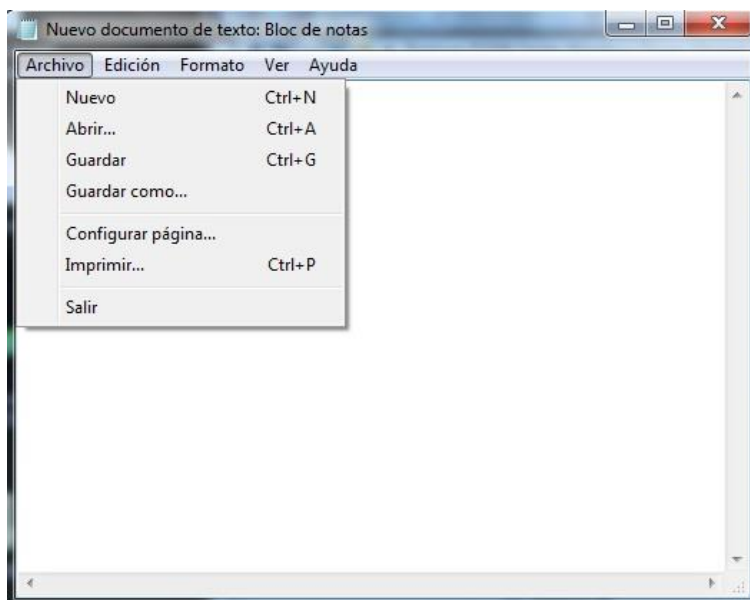 Nuevo documento de texto: Bloc de notas
Archivo Edición Formato Ver Ayuda
Nuevo Ctrl+N
Abrir... Ctrl+A
Guardar Ctrl+G
Guardar como...
Configurar página...
Imprimir... Ctrl+P
Salir